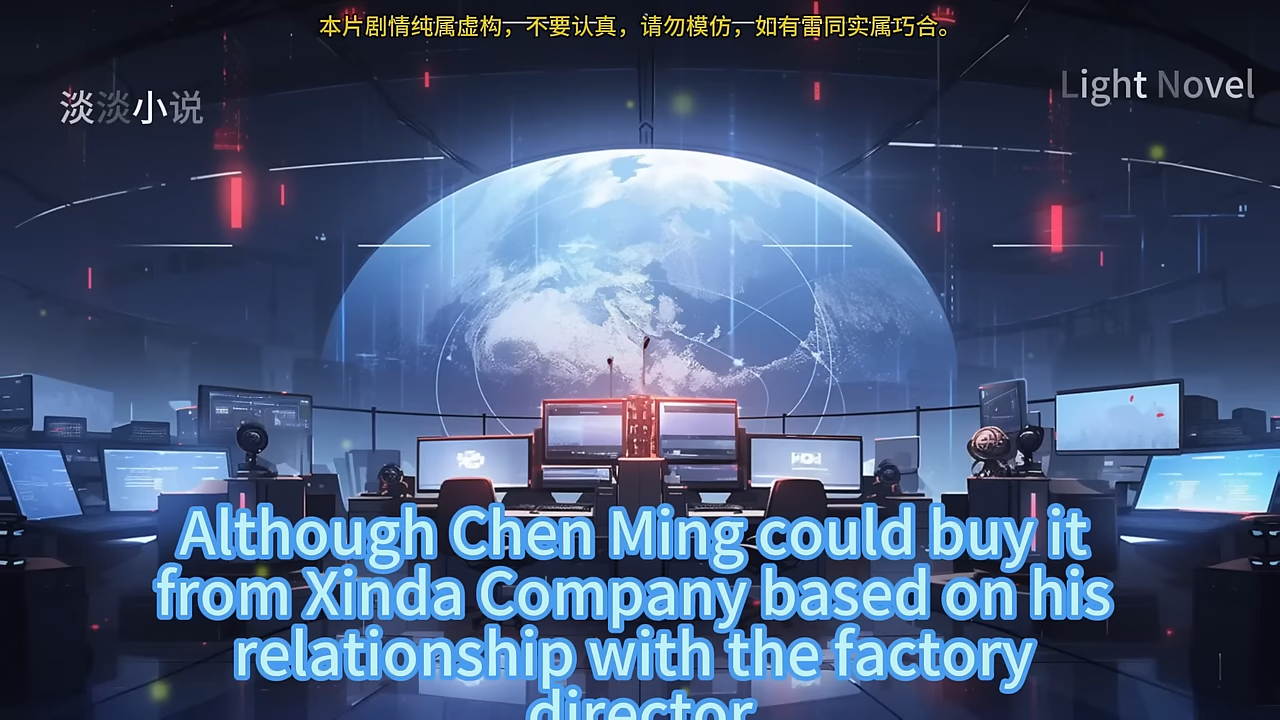 本片剧情纯属虚构，不要认真，请勿模仿，如有雷同实属巧合。
淡淡小说
Light Novel
Although Chen Ming could buy it
from Xinda Company based on his
relationship with the factory
director